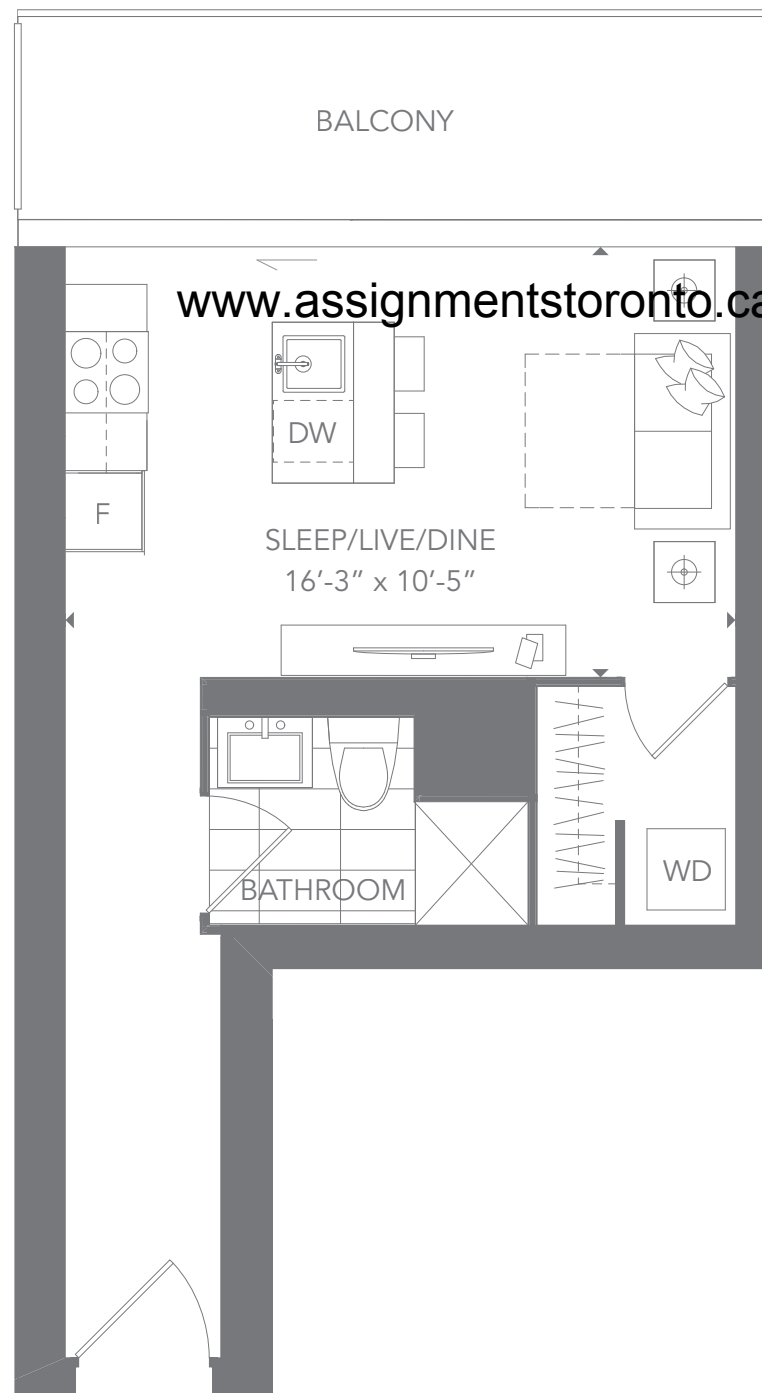 BALCONY
www.assignmentstoronto.ca
DW
F
SLEEP/LIVE/DINE
16'-3” x 10'-5”
WD
BATHROOM